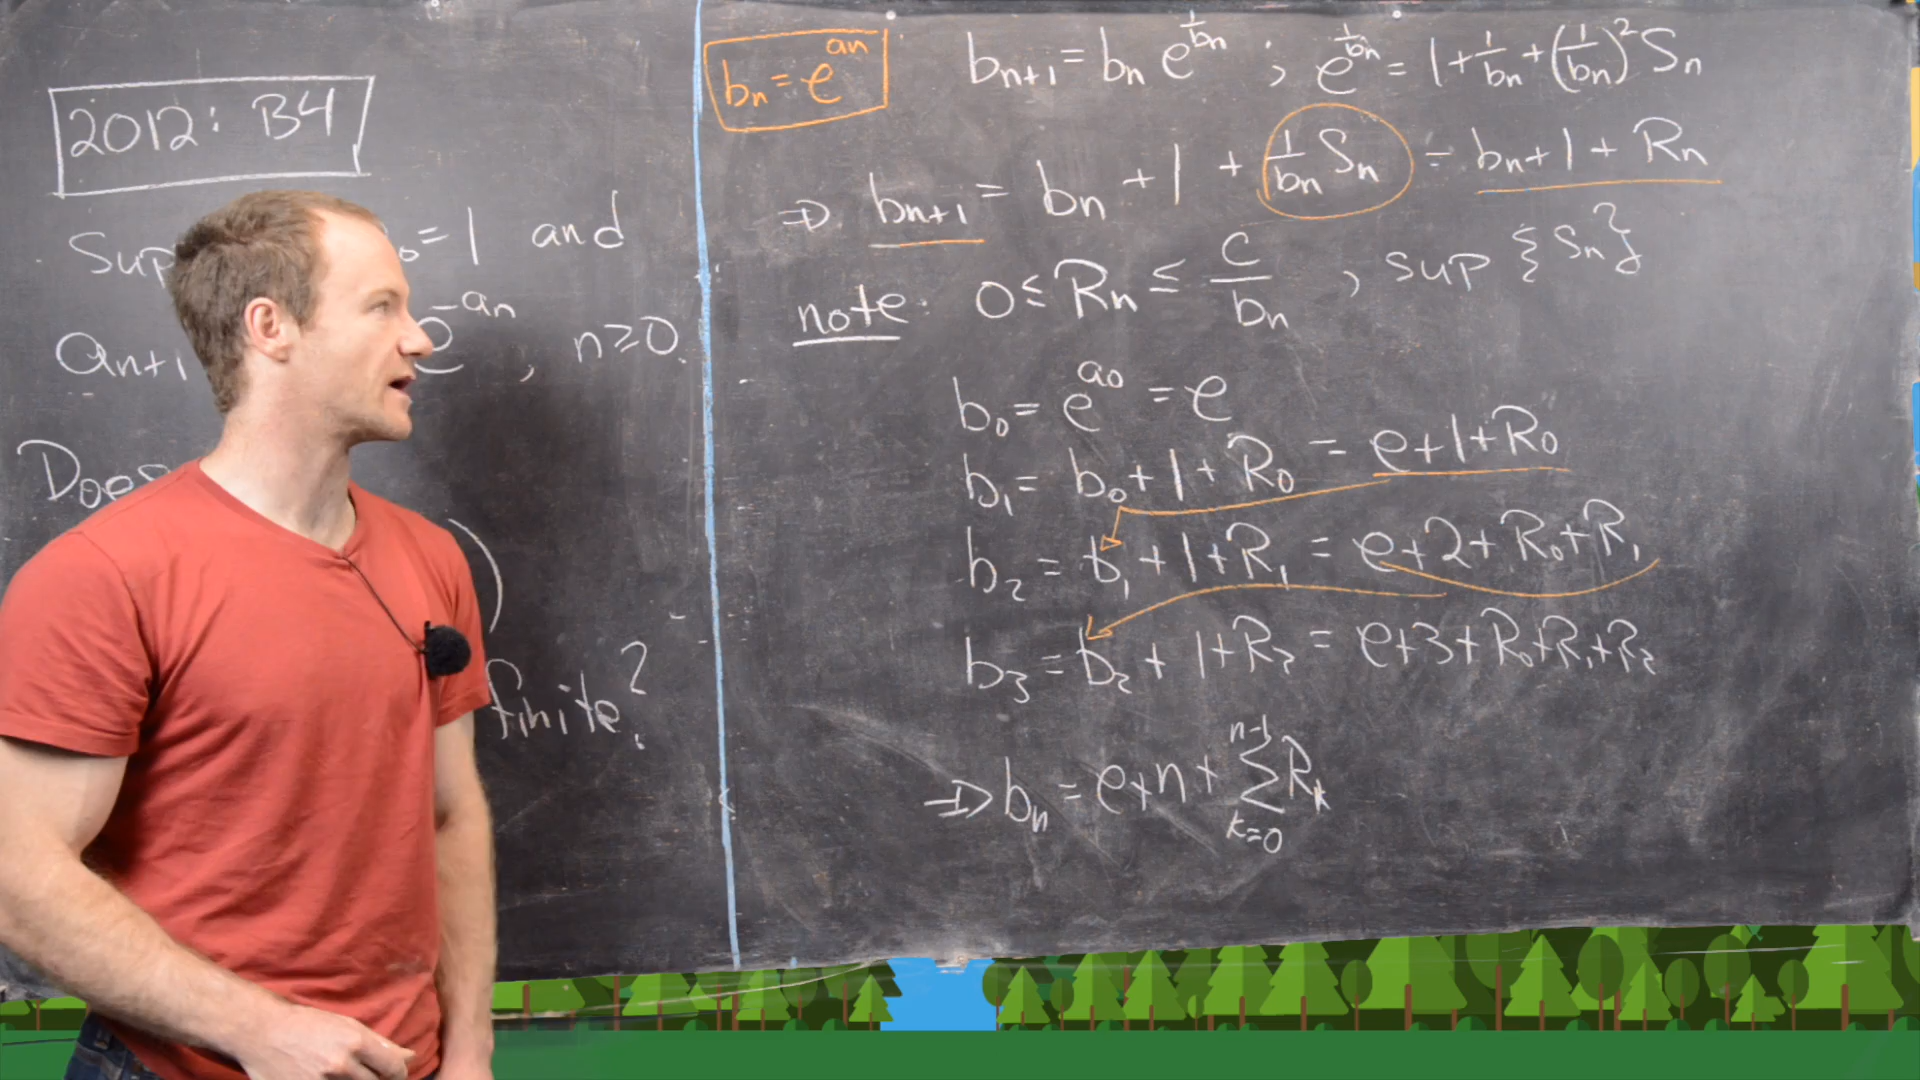 2012: B4
Sup ₀ = 1 and
aₙ₊₁ e^{-aₙ} , n ≥ 0.
Does
finite?
bₙ = e^{aₙ}
bₙ₊₁ = bₙ e^{1/bₙ} ; e^{1/bₙ} = 1 + 1/bₙ + (1/bₙ)² Sₙ
⇒ bₙ₊₁ = bₙ + 1 + 1/bₙ Sₙ = bₙ + 1 + Rₙ
note: 0 ≤ Rₙ ≤ C/bₙ , sup {Sₙ}
b₀ = e^{a₀} = e
b₁ = b₀ + 1 + R₀ = e + 1 + R₀
b₂ = b₁ + 1 + R₁ = e + 2 + R₀ + R₁
b₃ = b₂ + 1 + R₂ = e + 3 + R₀ + R₁ + R₂
⇒ bₙ = e + n + ∑_{k=0}^{n-1} Rₖ